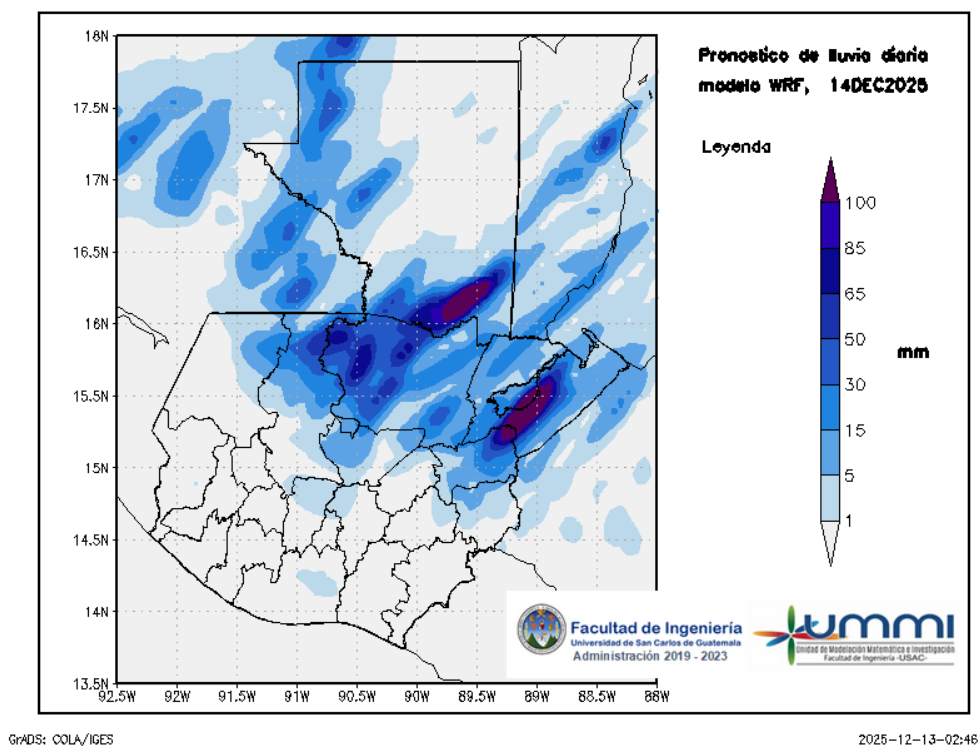 Pronostico de lluvia diaria
modelo WRF, 14DEC2025
Leyenda
100
85
65
50
30
15
5
1
mm
18N
17.5N
17N
16.5N
16N
15.5N
15N
14.5N
14N
13.5N
92.5W
92W
91.5W
91W
90.5W
90W
89.5W
89W
88.5W
88W
Facultad de Ingeniería
Universidad de San Carlos de Guatemala
Administración 2019 - 2023
ummi
Unidad de Modelación Matemática e Investigación
Facultad de Ingeniería -USAC-
GrADS: COLA/IGES
2025-12-13-02:46